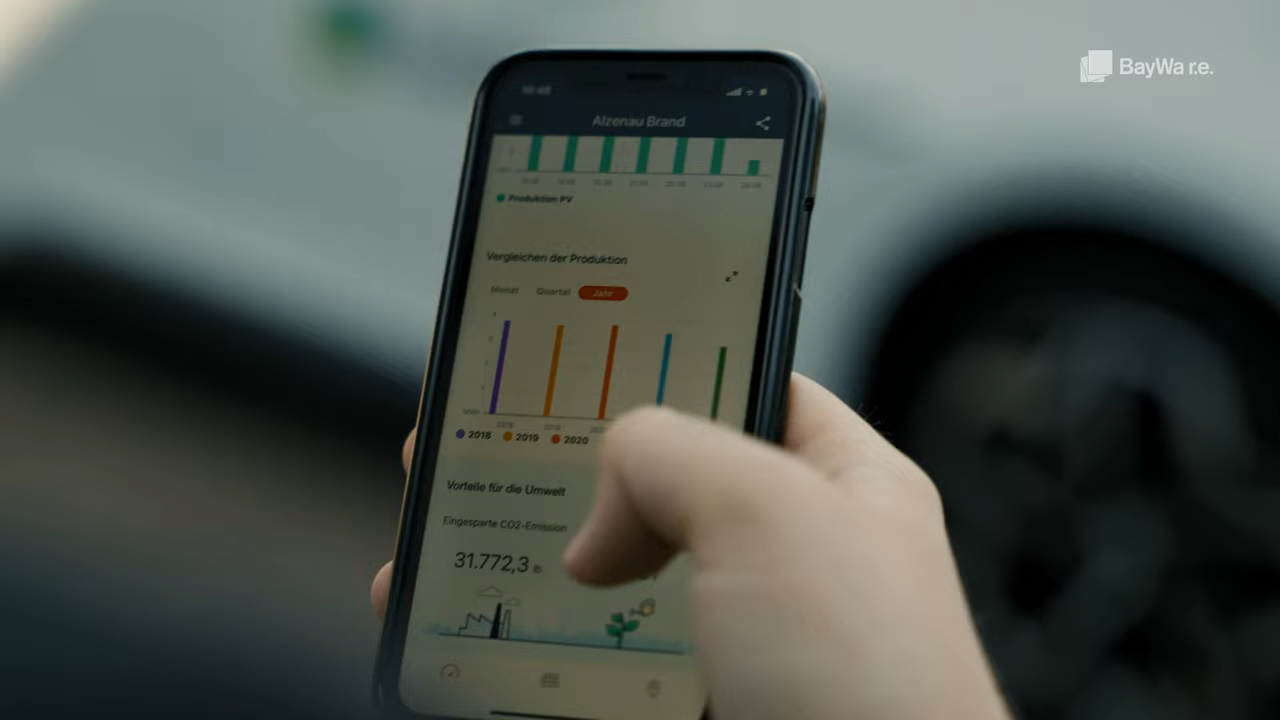 BayWa r.e.
Alzenau Brand
Produktion PV
Vergleichen der Produktion
Monat Quartal Jahr
2018 2019 2020
Vorteile für die Umwelt
Eingesparte CO2-Emission
31.772,3 lb